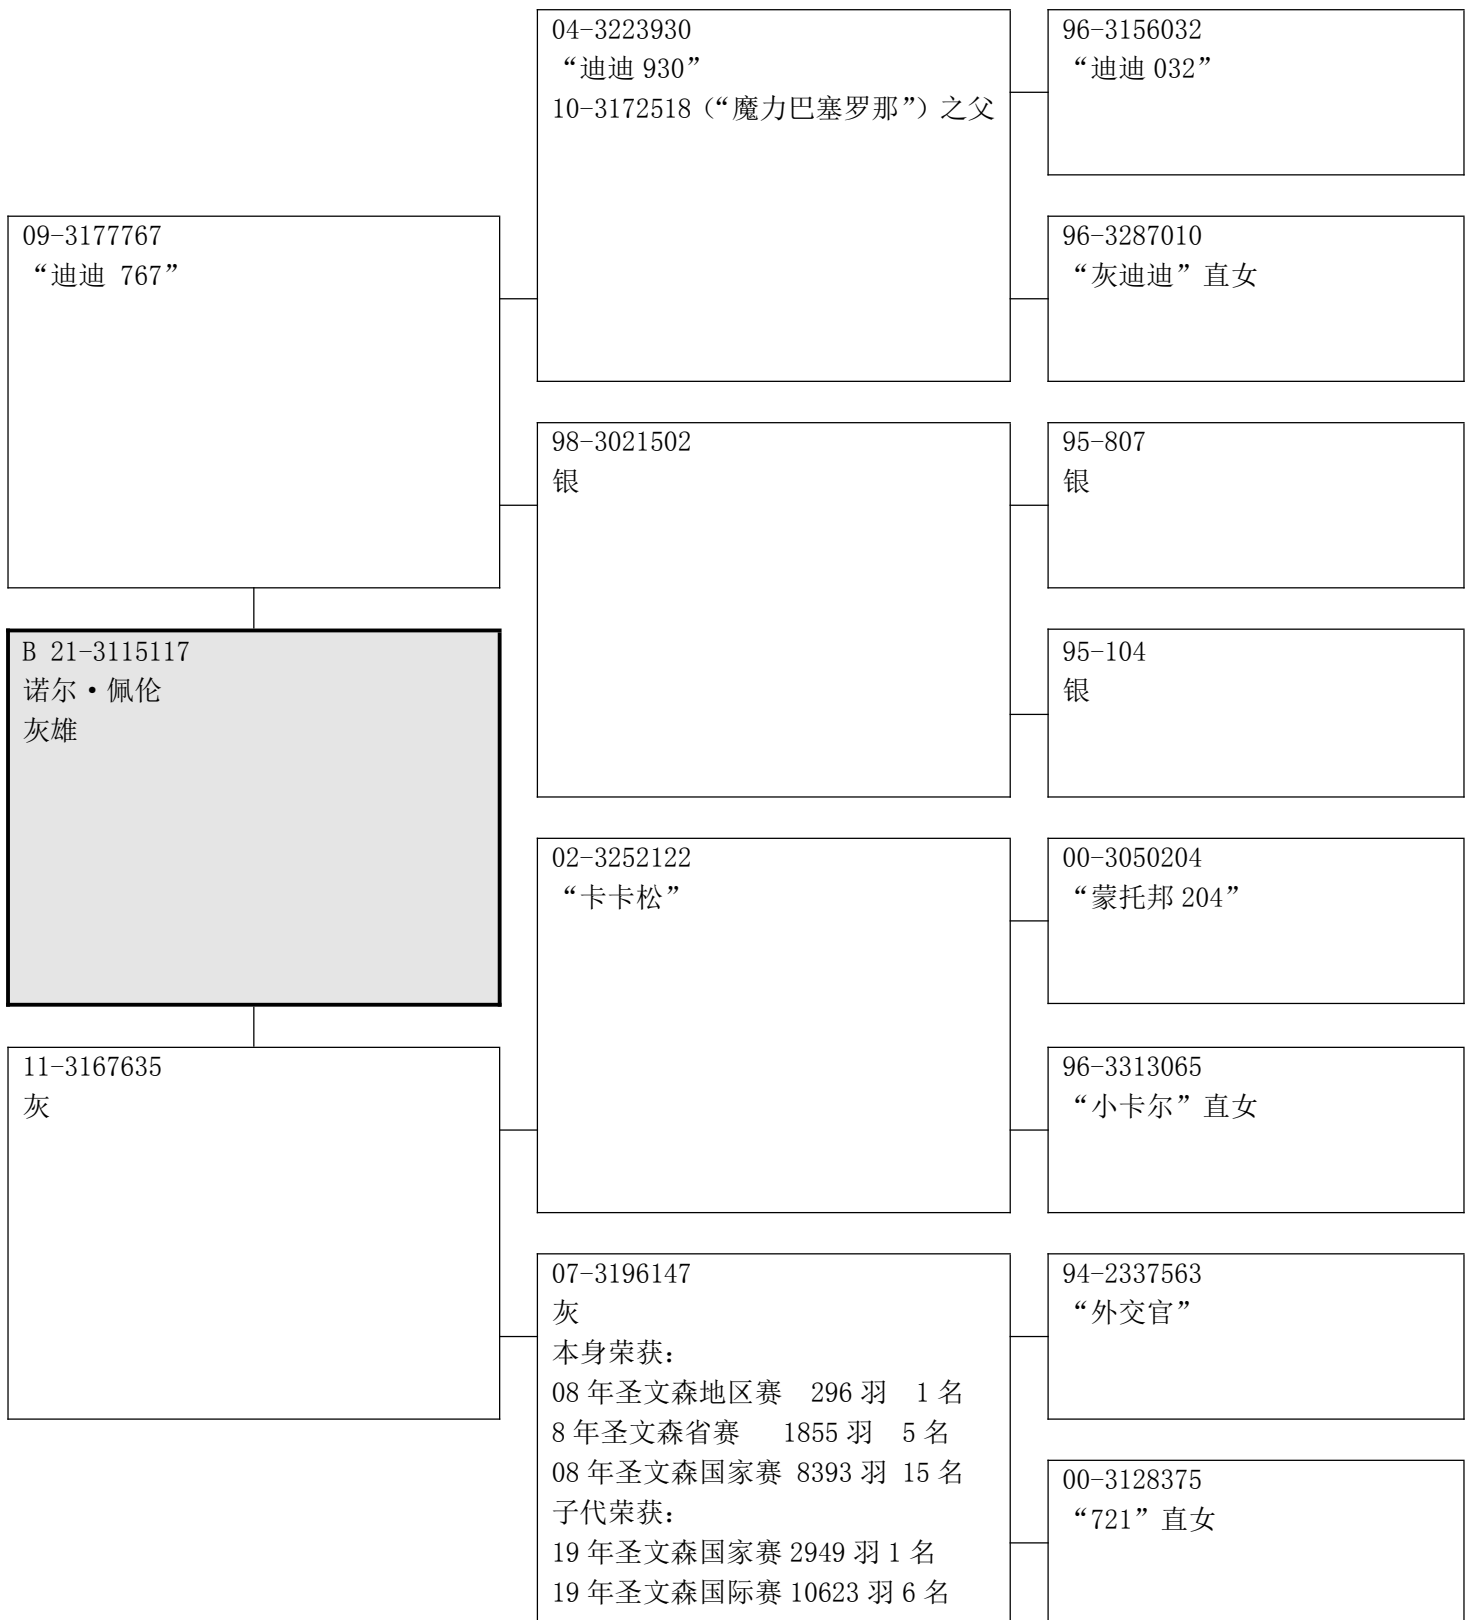 04-3223930
“迪迪 930”
10-3172518（“魔力巴塞罗那”）之父
96-3156032
“迪迪 032”
09-3177767
“迪迪 767”
96-3287010
“灰迪迪”直女
98-3021502
银
95-807
银
B 21-3115117
诺尔·佩伦
灰雄
95-104
银
02-3252122
“卡卡松”
00-3050204
“蒙托邦 204”
11-3167635
灰
96-3313065
“小卡尔”直女
07-3196147
灰
本身荣获：
08 年圣文森地区赛 296 羽 1 名
8 年圣文森省赛 1855 羽 5 名
08 年圣文森国家赛 8393 羽 15 名
子代荣获：
19 年圣文森国家赛 2949 羽 1 名
19 年圣文森国际赛 10623 羽 6 名
94-2337563
“外交官”
00-3128375
“721”直女